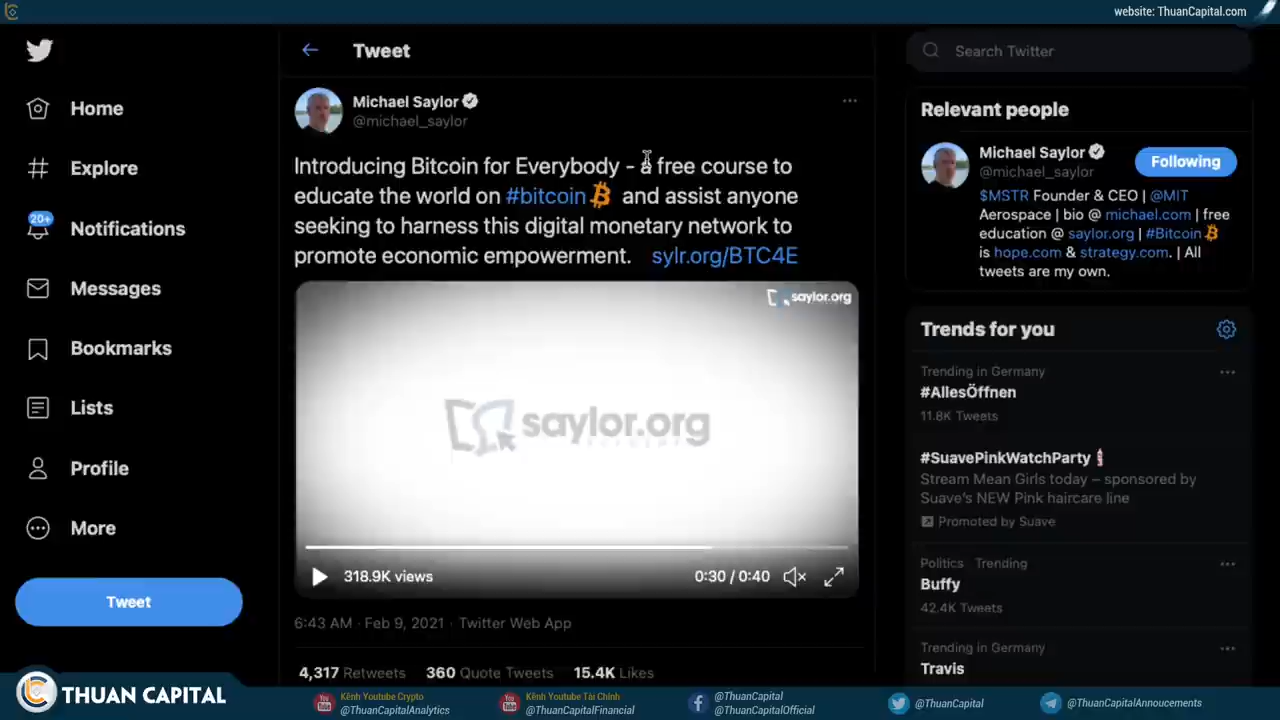 website: ThuanCapital.com
Home
Explore
20+
Notifications
Messages
Bookmarks
Lists
Profile
More
Tweet
Tweet
Michael Saylor
@michael_saylor
Introducing Bitcoin for Everybody - a free course to
educate the world on #bitcoin and assist anyone
seeking to harness this digital monetary network to
promote economic empowerment. sylr.org/BTC4E
saylor.org
saylor.org
318.9K views
0:30 / 0:40
6:43 AM · Feb 9, 2021 · Twitter Web App
4,317 Retweets 360 Quote Tweets 15.4K Likes
Search Twitter
Relevant people
Michael Saylor
@michael_saylor
Following
$MSTR Founder & CEO | @MIT
Aerospace | bio @ michael.com | free
education @ saylor.org | #Bitcoin
is hope.com & strategy.com. | All
tweets are my own.
Trends for you
Trending in Germany
#AllesÖffnen
11.8K Tweets
#SuavePinkWatchParty
Stream Mean Girls today – sponsored by
Suave's NEW Pink haircare line
Promoted by Suave
Politics · Trending
Buffy
42.4K Tweets
Trending in Germany
Travis
THUAN CAPITAL
Kênh Youtube Crypto
@ThuanCapitalAnalytics
Kênh Youtube Tài Chính
@ThuanCapitalFinancial
@ThuanCapital
@ThuanCapitalOfficial
@ThuanCapital
@ThuanCapitalAnnoucements